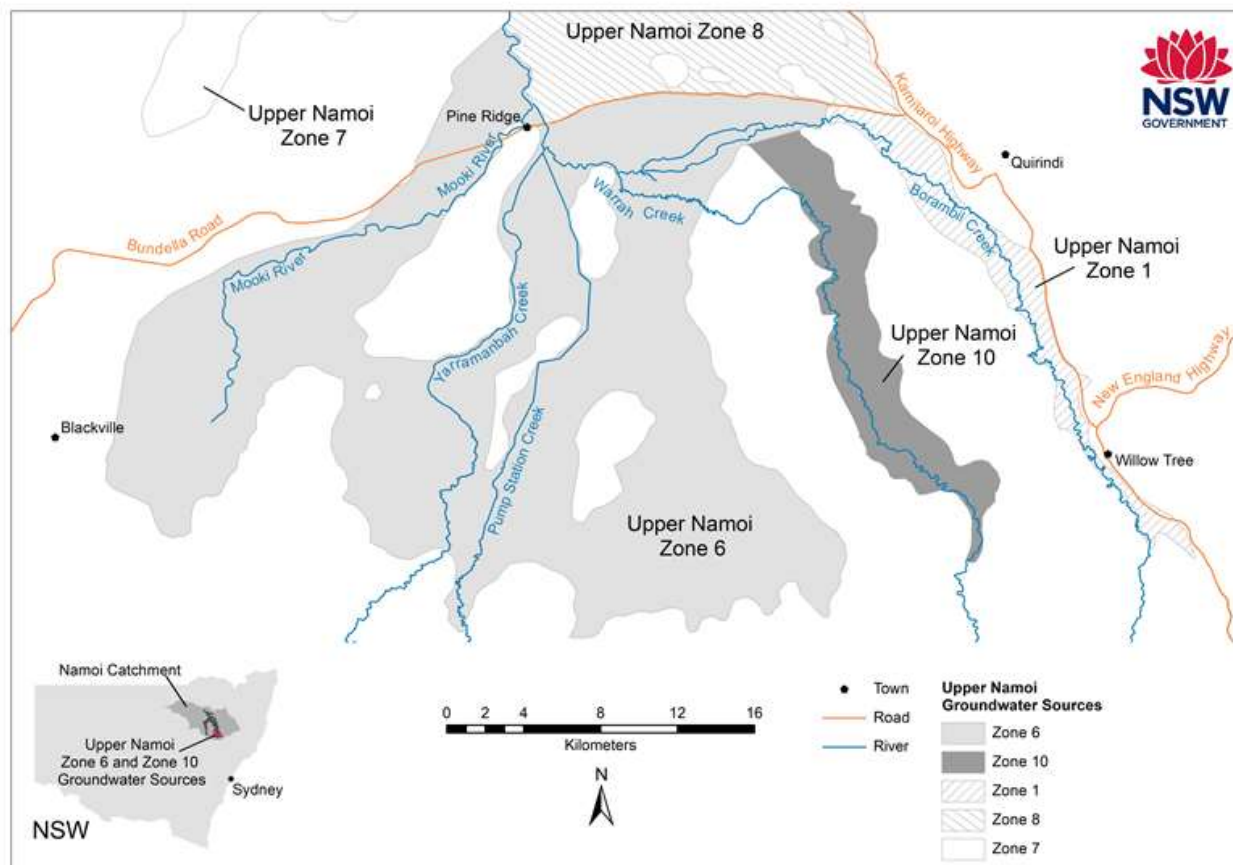 Upper Namoi Zone 8
Upper Namoi
Zone 7
Pine Ridge
Kamilaroi Highway
NSW
GOVERNMENT
Quirindi
Mooki River
Bundella Road
Mooki River
Warrah Creek
Borambil Creek
Upper Namoi
Zone 1
Yarramanbah Creek
Upper Namoi
Zone 10
New England Highway
Blackville
Pump Station Creek
Willow Tree
Upper Namoi
Zone 6
Namoi Catchment
Upper Namoi
Zone 6 and Zone 10
Groundwater Sources
Sydney
NSW
0 2 4 8 12 16
Kilometers
N
Town
Road
River
Upper Namoi
Groundwater Sources
Zone 6
Zone 10
Zone 1
Zone 8
Zone 7